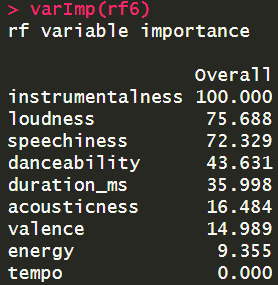 > varImp(rf6)
rf variable importance
Overall
instrumentalness 100.000
loudness 75.688
speechiness 72.329
danceability 43.631
duration_ms 35.998
acousticness 16.484
valence 14.989
energy 9.355
tempo 0.000